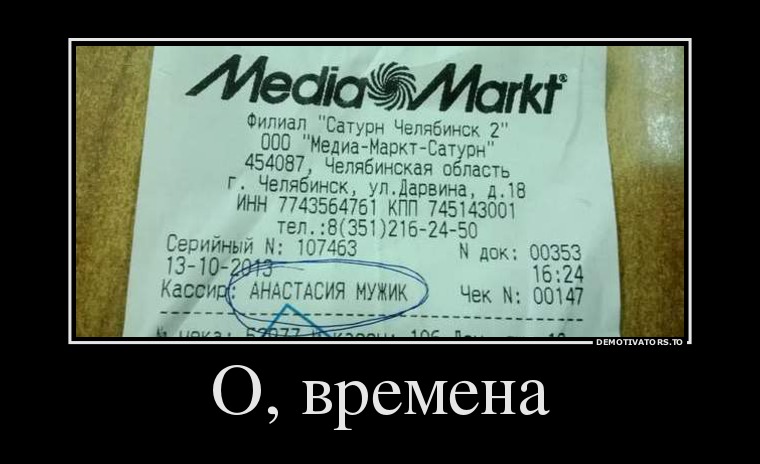 Media Markt
Филиал "Сатурн Челябинск 2"
ООО "Медиа-Маркт-Сатурн"
454087, Челябинская область
г. Челябинск, ул.Дарвина, д.18
ИНН 7743564761 КПП 745143001
тел.:8(351)216-24-50
Серийный N: 107463 N док: 00353
13-10-2013 16:24
Кассир: АНАСТАСИЯ МУЖИК Чек N: 00147
DEMOTIVATORS.TO
О, времена